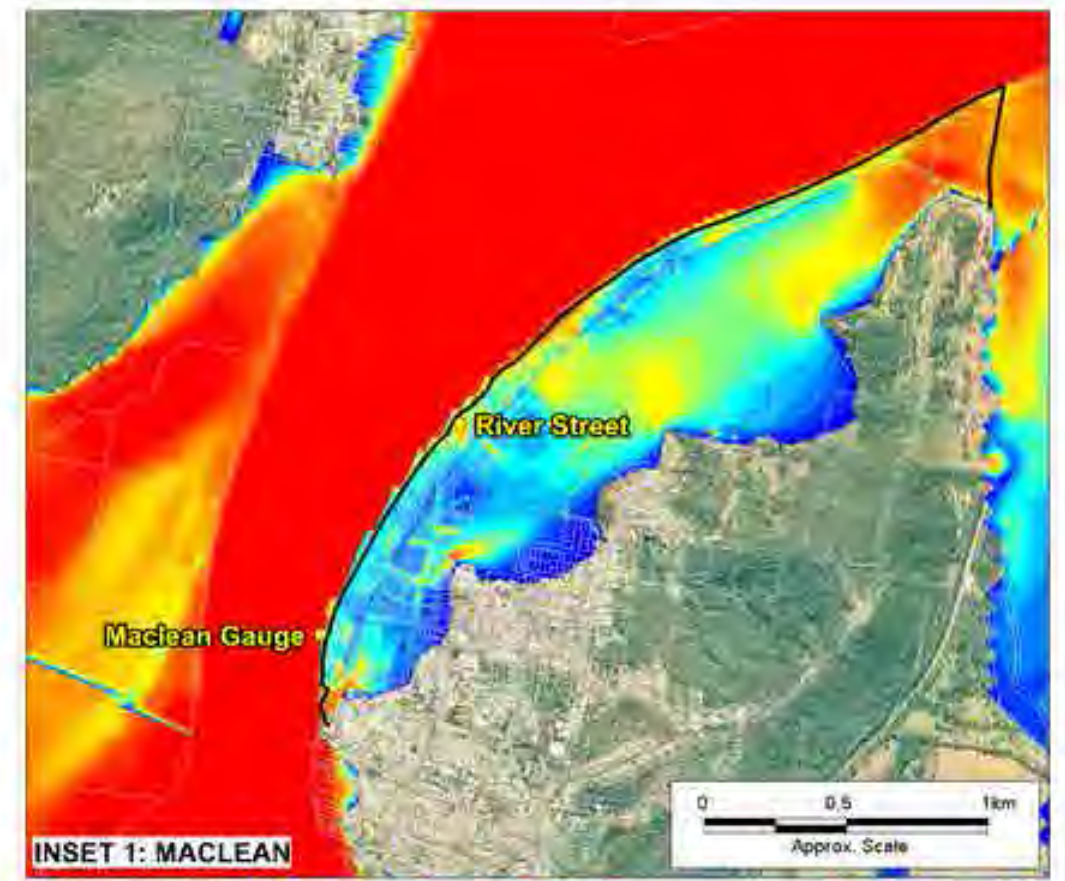 River Street
Maclean Gauge
0 0.5 1km
Approx. Scale
INSET 1: MACLEAN